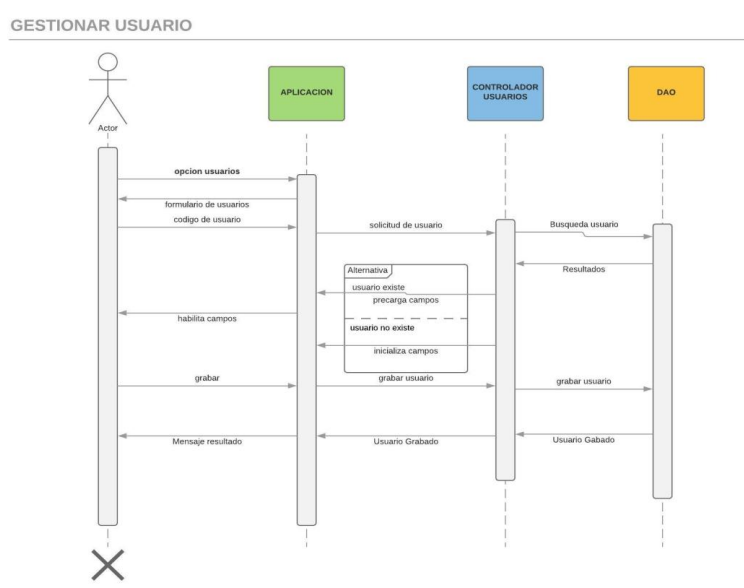 GESTIONAR USUARIO
Actor
APLICACION
CONTROLADOR
USUARIOS
DAO
opcion usuarios
formulario de usuarios
codigo de usuario
solicitud de usuario
Busqueda usuario
Resultados
Alternativa
usuario existe
precarga campos
habilita campos
usuario no existe
inicializa campos
grabar
grabar usuario
grabar usuario
Mensaje resultado
Usuario Grabado
Usuario Gabado